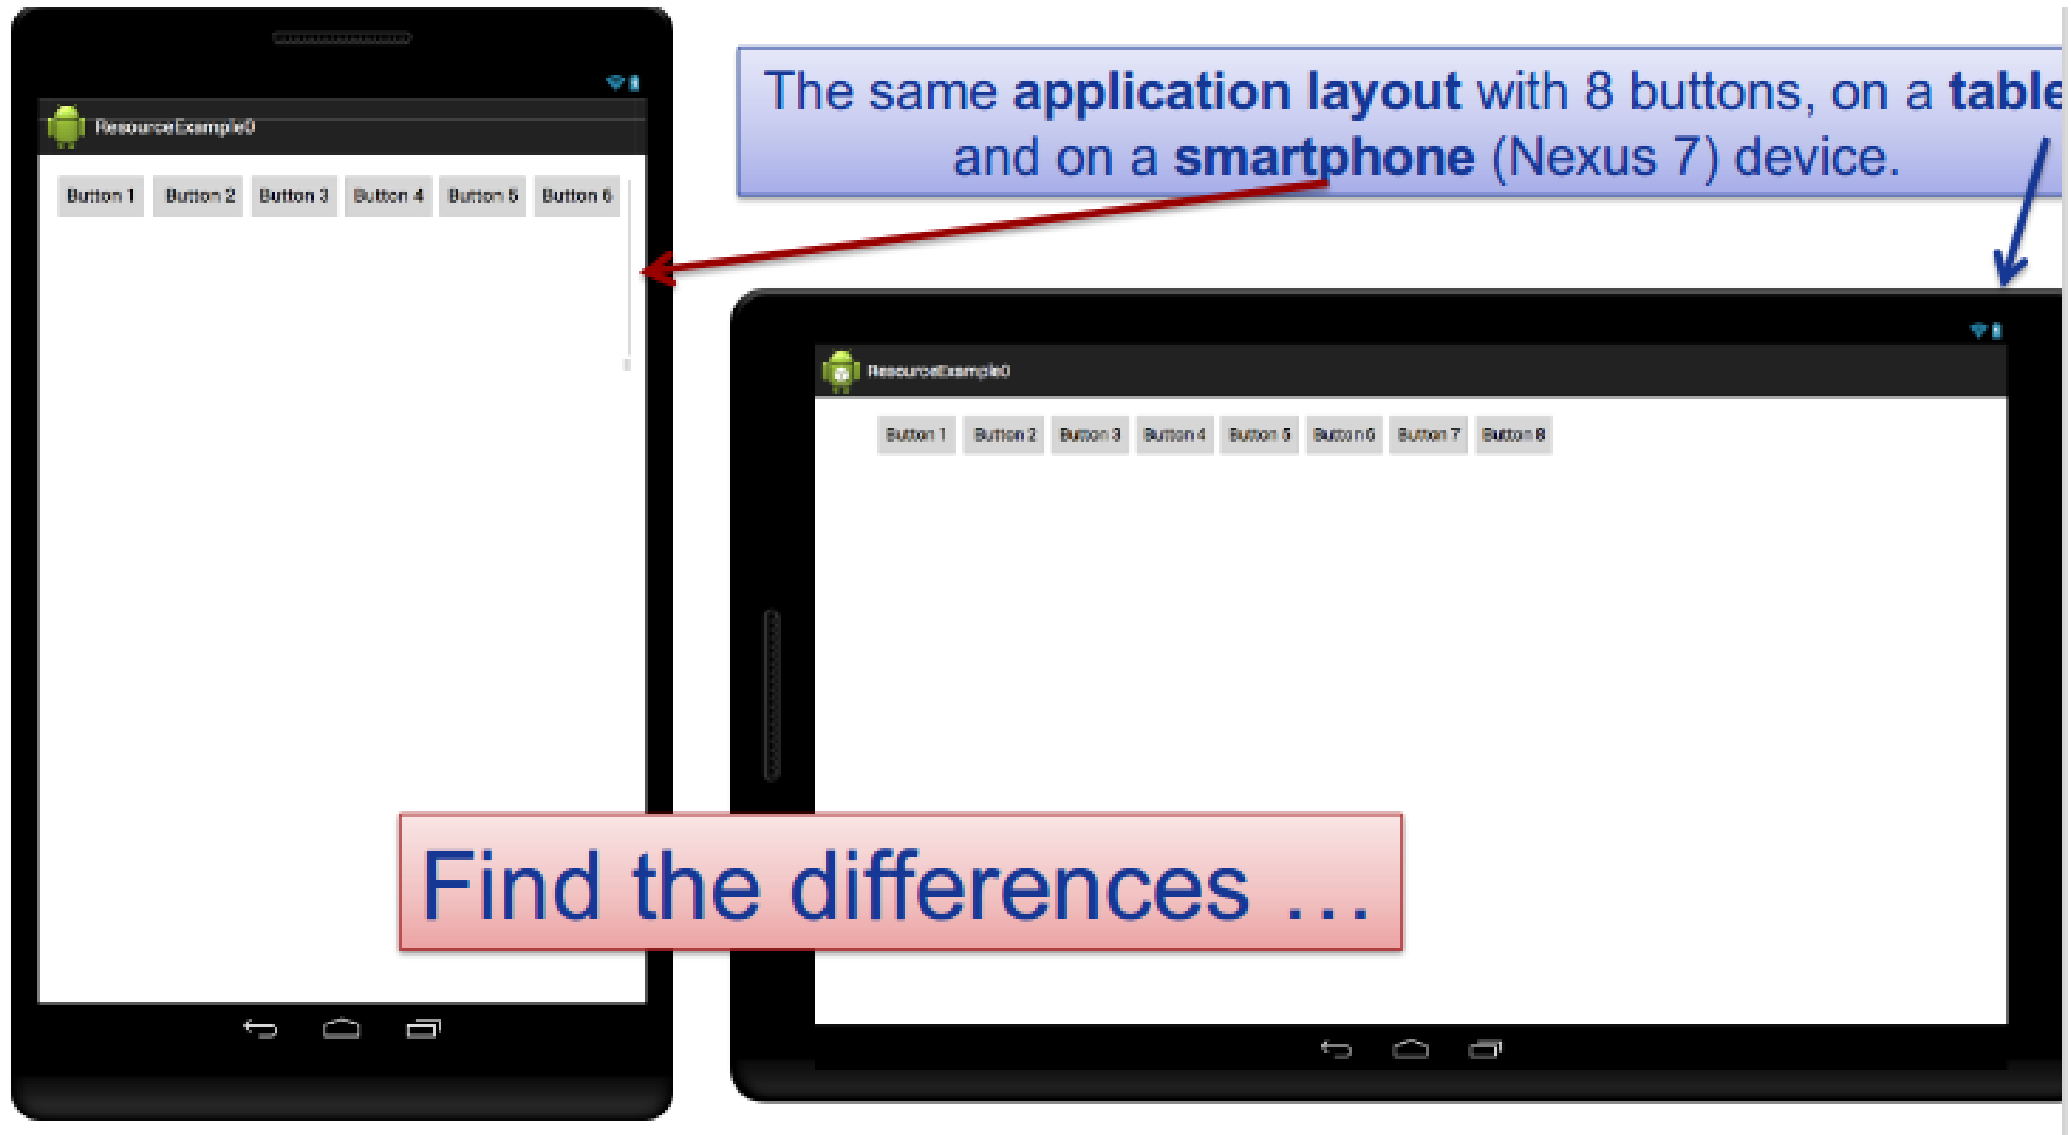 The same application layout with 8 buttons, on a table
and on a smartphone (Nexus 7) device.
ResourceExample0
Button 1 Button 2 Button 3 Button 4 Button 5 Button 6
ResourceExample0
Button 1 Button 2 Button 3 Button 4 Button 5 Button 6 Button 7 Button 8
Find the differences ...